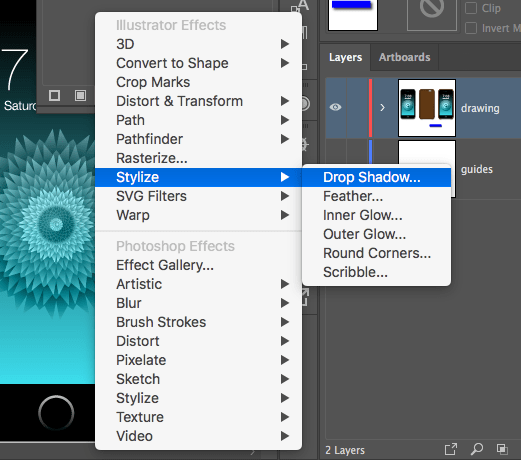 7
Saturd
Illustrator Effects
3D
Convert to Shape
Crop Marks
Distort & Transform
Path
Pathfinder
Rasterize...
Stylize
SVG Filters
Warp
Photoshop Effects
Effect Gallery...
Artistic
Blur
Brush Strokes
Distort
Pixelate
Sketch
Stylize
Texture
Video
Drop Shadow...
Feather...
Inner Glow...
Outer Glow...
Round Corners...
Scribble...
A
Clip
Invert M
Layers
Artboards
drawing
guides
2 Layers